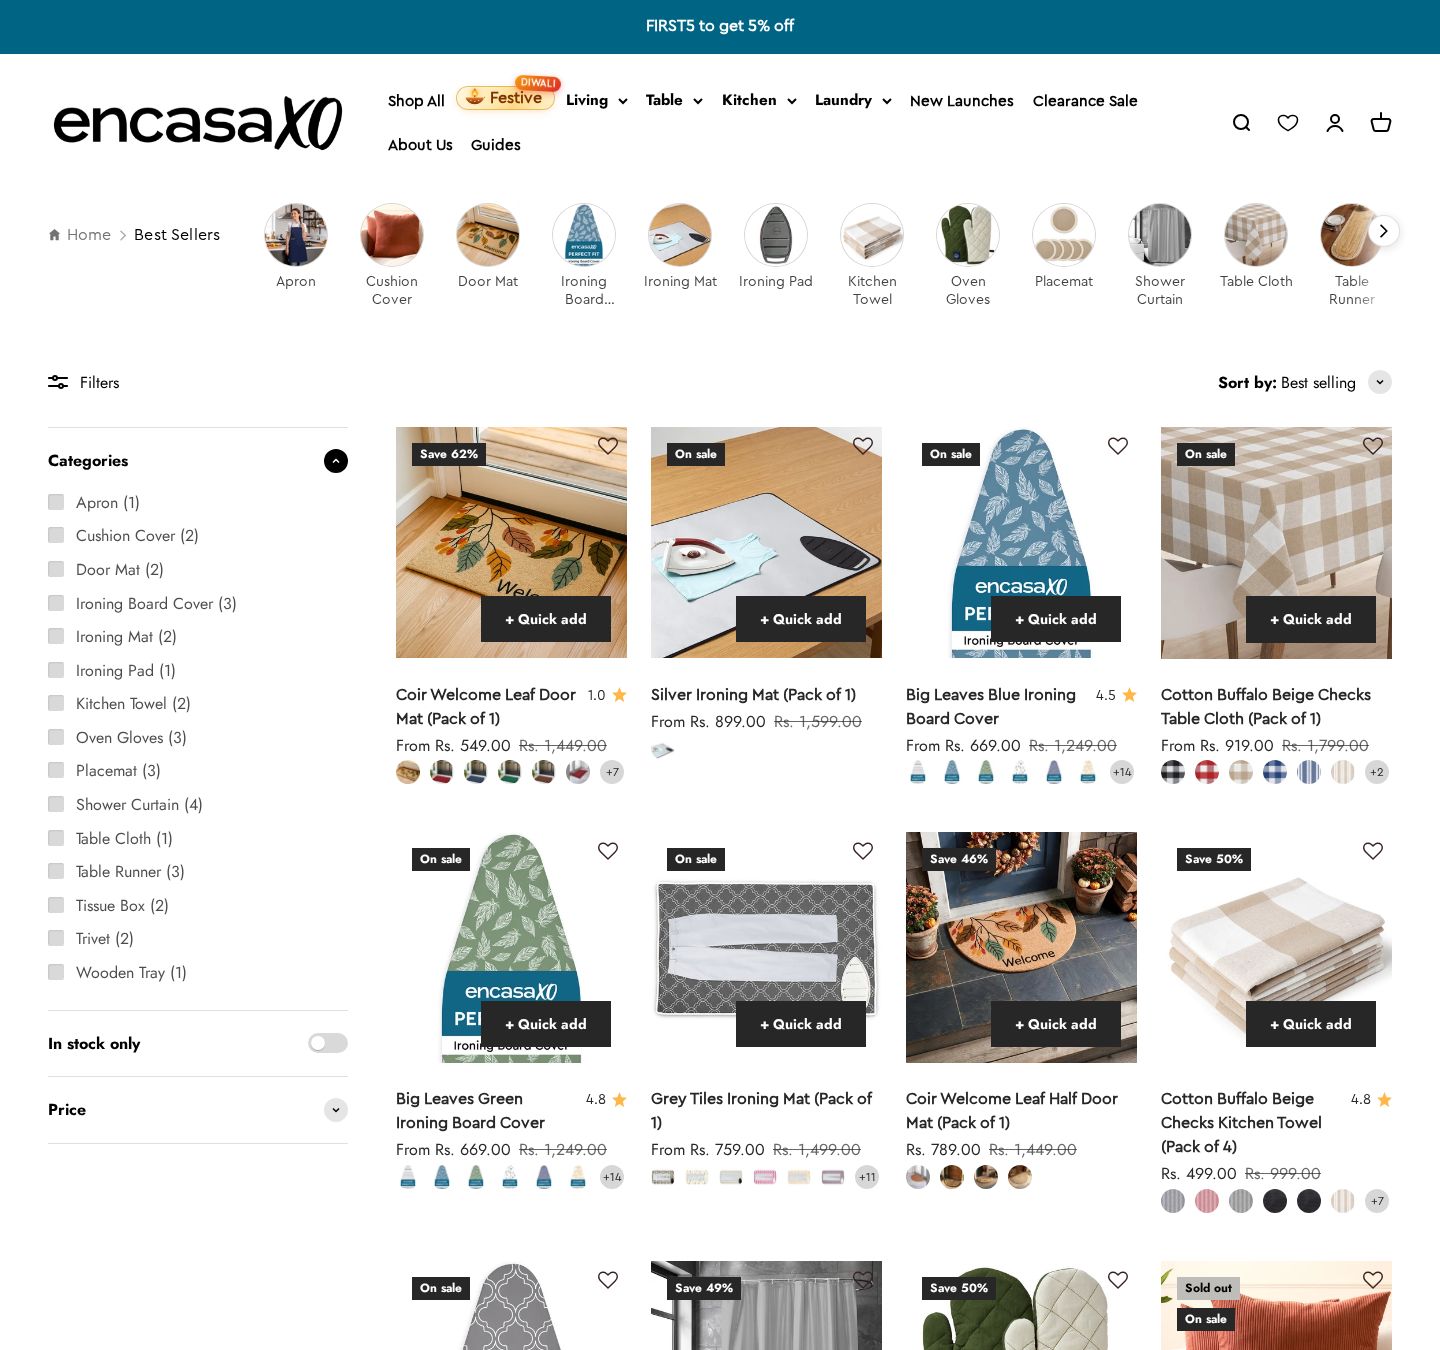 FIRST5 to get 5% off
encasaXO
Shop All
Festive
DIWALI
Living
Table
Kitchen
Laundry
New Launches
Clearance Sale
About Us
Guides
Home
Best Sellers
Apron
Cushion
Cover
Door Mat
encasaXO
PERFECT FIT
Ironing Board Cover
Ironing
Board...
Ironing Mat
Ironing Pad
Kitchen
Towel
Oven
Gloves
Placemat
Shower
Curtain
Table Cloth
Table
Runner
Filters
Sort by: Best selling
Categories
Apron (1)
Cushion Cover (2)
Door Mat (2)
Ironing Board Cover (3)
Ironing Mat (2)
Ironing Pad (1)
Kitchen Towel (2)
Oven Gloves (3)
Placemat (3)
Shower Curtain (4)
Table Cloth (1)
Table Runner (3)
Tissue Box (2)
Trivet (2)
Wooden Tray (1)
In stock only
Price
Save 62%
+ Quick add
Coir Welcome Leaf Door
Mat (Pack of 1)
1.0
From Rs. 549.00 Rs. 1,449.00
+7
On sale
+ Quick add
Silver Ironing Mat (Pack of 1)
From Rs. 899.00 Rs. 1,599.00
On sale
encasaXO
+ Quick add
Ironing Board Cover
Big Leaves Blue Ironing
Board Cover
4.5
From Rs. 669.00 Rs. 1,249.00
+14
On sale
+ Quick add
Cotton Buffalo Beige Checks
Table Cloth (Pack of 1)
From Rs. 919.00 Rs. 1,799.00
+2
On sale
encasaXO
+ Quick add
Ironing Board Cover
Big Leaves Green
Ironing Board Cover
4.8
From Rs. 669.00 Rs. 1,249.00
+14
On sale
+ Quick add
Grey Tiles Ironing Mat (Pack of
1)
From Rs. 759.00 Rs. 1,499.00
+11
Save 46%
Welcome
+ Quick add
Coir Welcome Leaf Half Door
Mat (Pack of 1)
Rs. 789.00 Rs. 1,449.00
Save 50%
+ Quick add
Cotton Buffalo Beige
Checks Kitchen Towel
(Pack of 4)
4.8
Rs. 499.00 Rs. 999.00
+7
On sale
Save 49%
Save 50%
Sold out
On sale